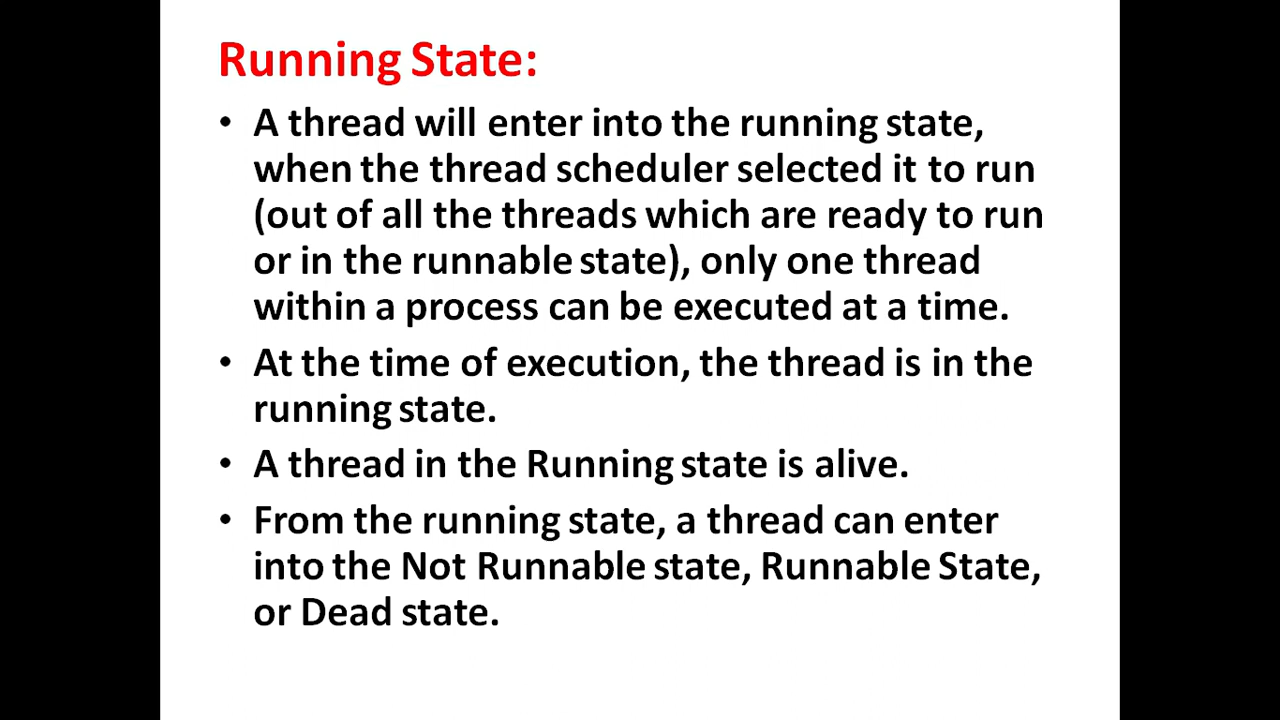 Running State:
• A thread will enter into the running state,
when the thread scheduler selected it to run
(out of all the threads which are ready to run
or in the runnable state), only one thread
within a process can be executed at a time.
• At the time of execution, the thread is in the
running state.
• A thread in the Running state is alive.
• From the running state, a thread can enter
into the Not Runnable state, Runnable State,
or Dead state.